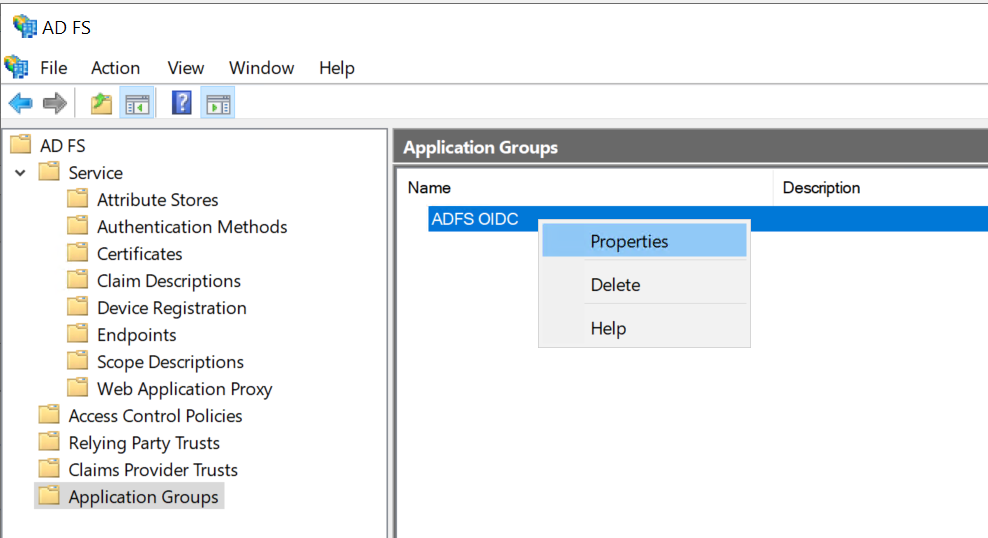 AD FS
File Action View Window Help
AD FS
Service
Attribute Stores
Authentication Methods
Certificates
Claim Descriptions
Device Registration
Endpoints
Scope Descriptions
Web Application Proxy
Access Control Policies
Relying Party Trusts
Claims Provider Trusts
Application Groups
Application Groups
Name Description
ADFS OIDC
Properties
Delete
Help